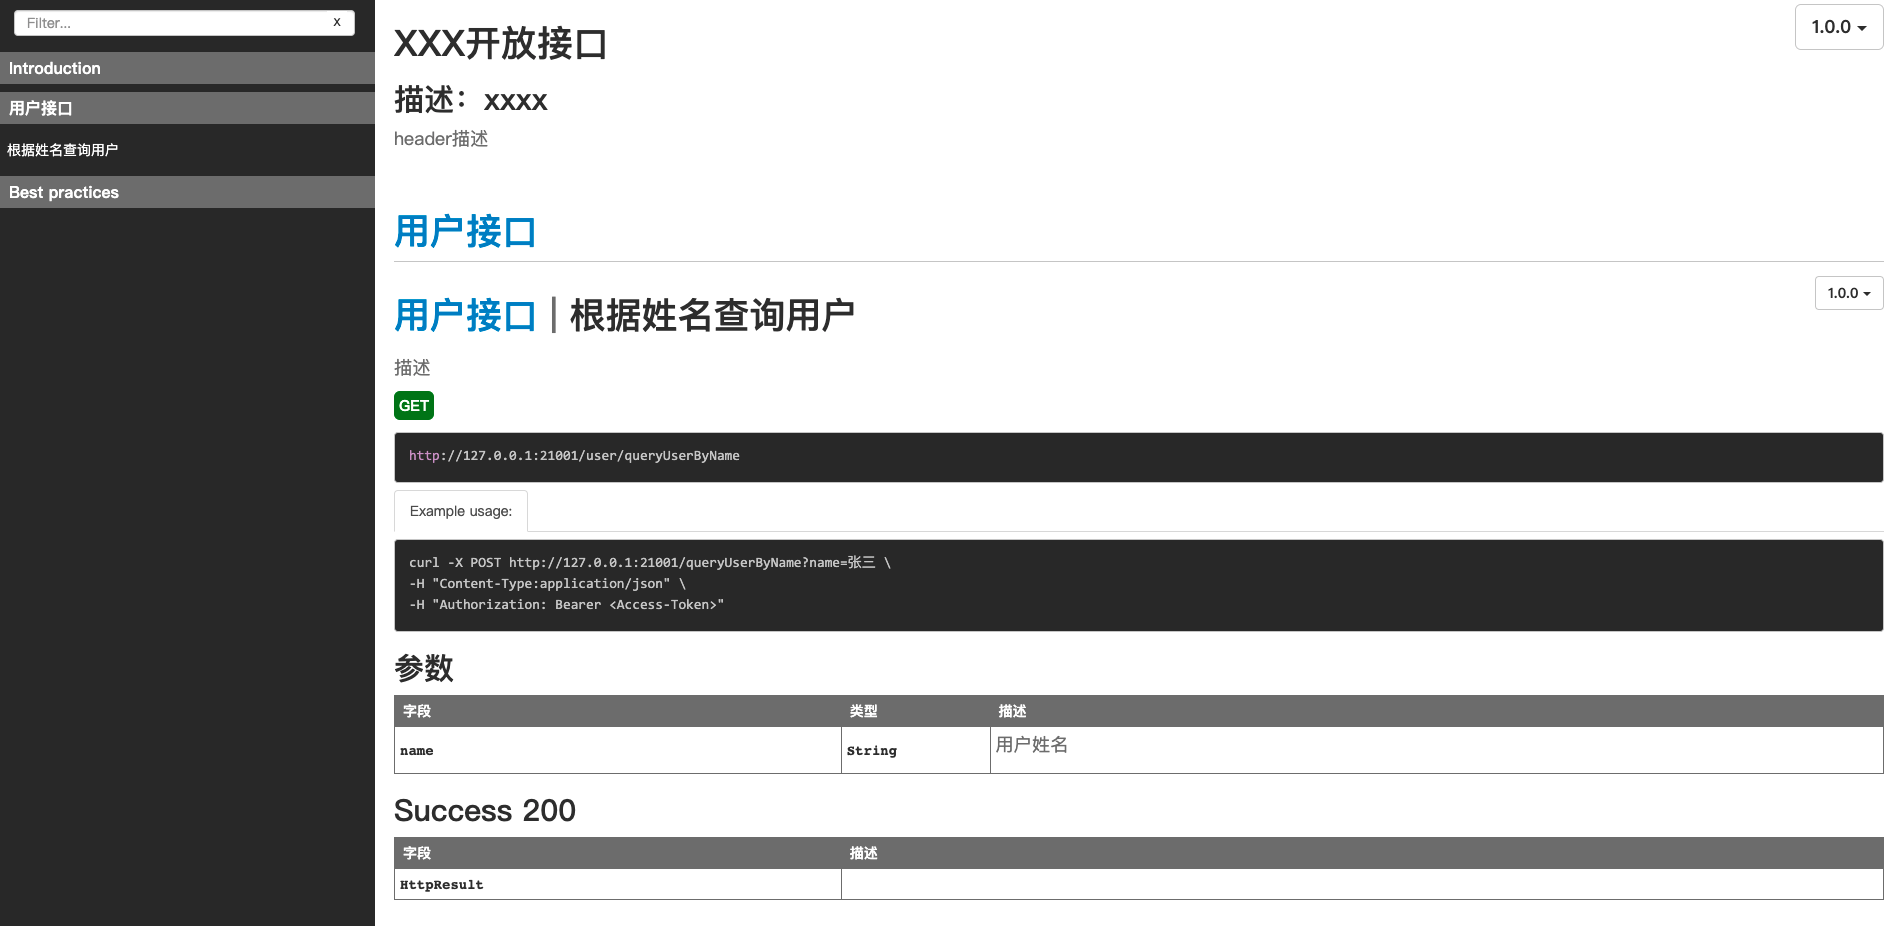 Filter...
X
Introduction
用户接口
根据姓名查询用户
Best practices
XXX开放接口
1.0.0
描述：xxxx
header描述
用户接口
用户接口 | 根据姓名查询用户
1.0.0
描述
GET
http://127.0.0.1:21001/user/queryUserByName
Example usage:
curl -X POST http://127.0.0.1:21001/queryUserByName?name=张三 \
-H "Content-Type:application/json" \
-H "Authorization: Bearer <Access-Token>"
参数
字段 类型 描述
name String 用户姓名
Success 200
字段 描述
HttpResult